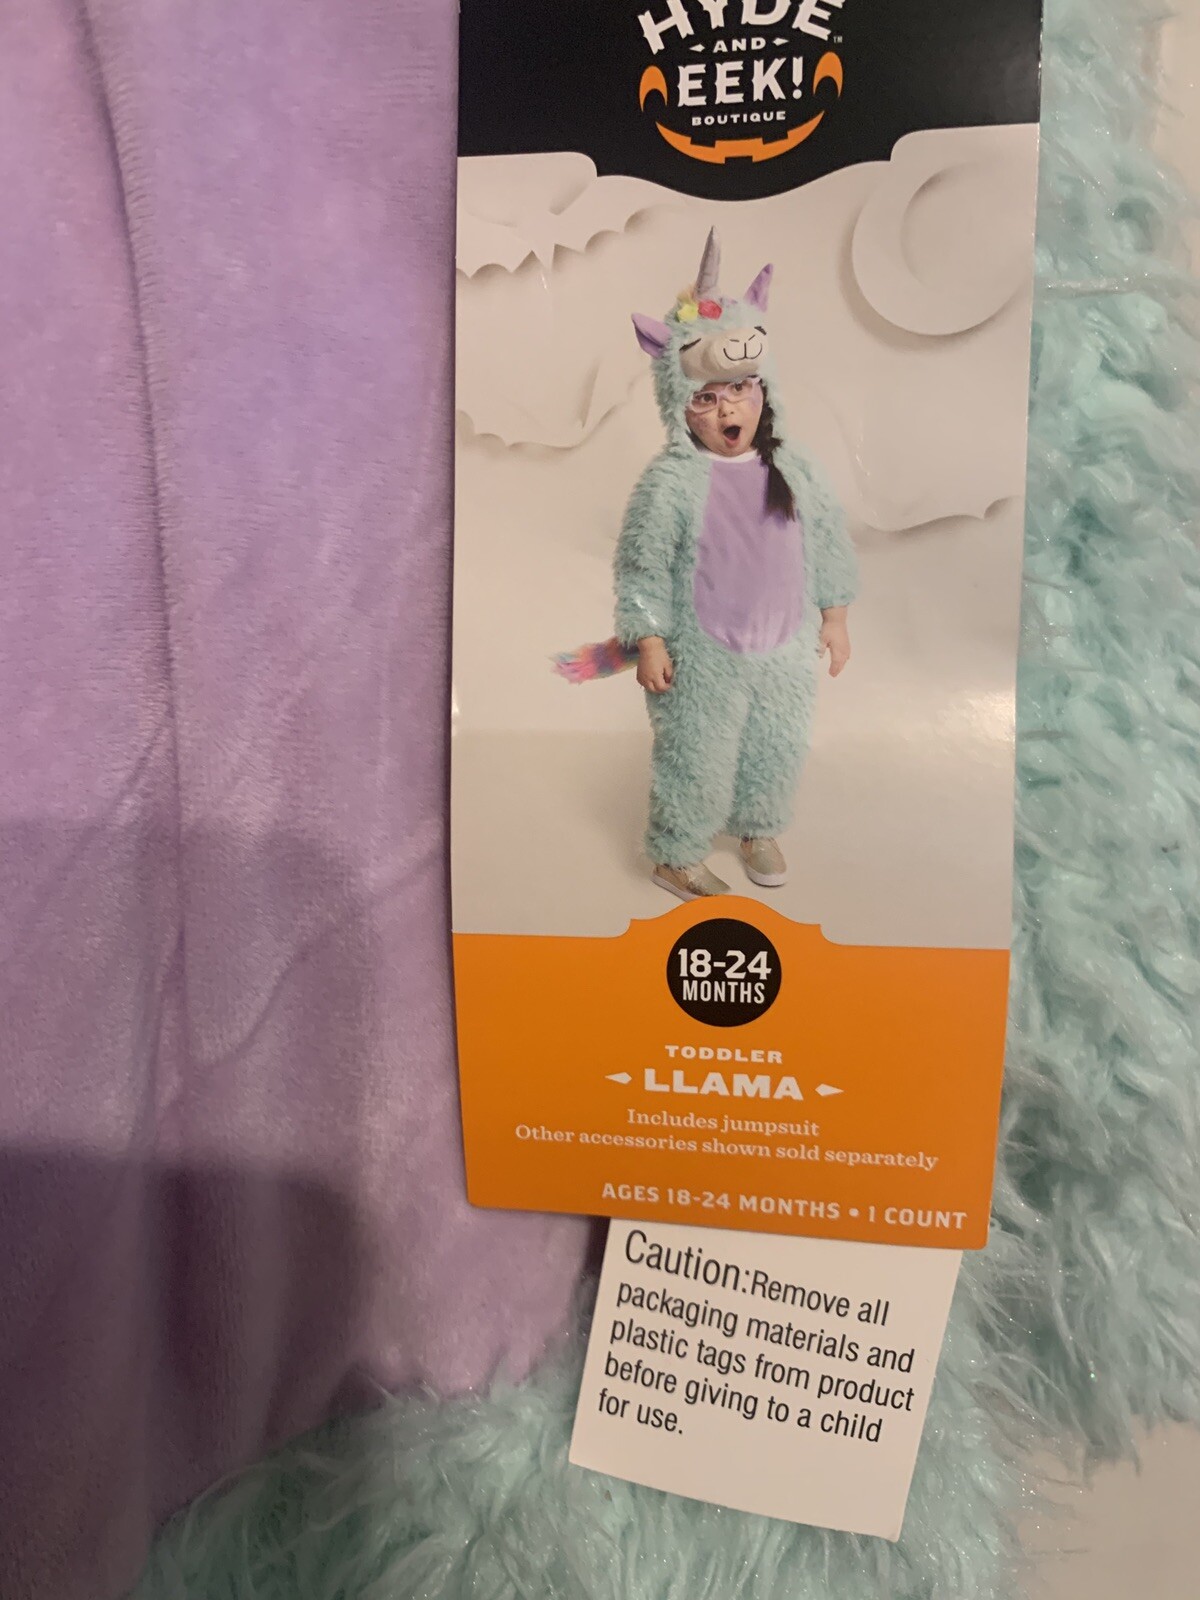 HYDE
AND
EEK!
BOUTIQUE
18-24
MONTHS
TODDLER
LLAMA
Includes jumpsuit
Other accessories shown sold separately
AGES 18-24 MONTHS • 1 COUNT
Caution:Remove all
packaging materials and
plastic tags from product
before giving to a child
for use.